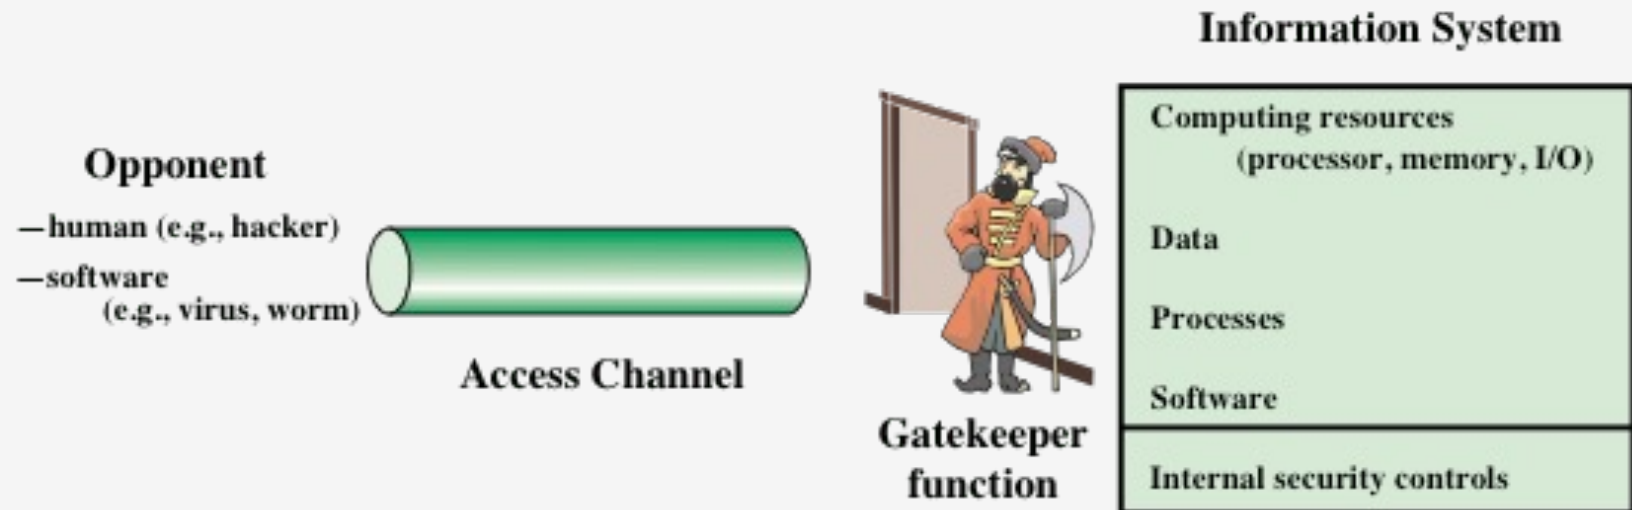 Information System
Opponent
—human (e.g., hacker)
—software
(e.g., virus, worm)
Access Channel
Gatekeeper
function
Computing resources
(processor, memory, I/O)
Data
Processes
Software
Internal security controls